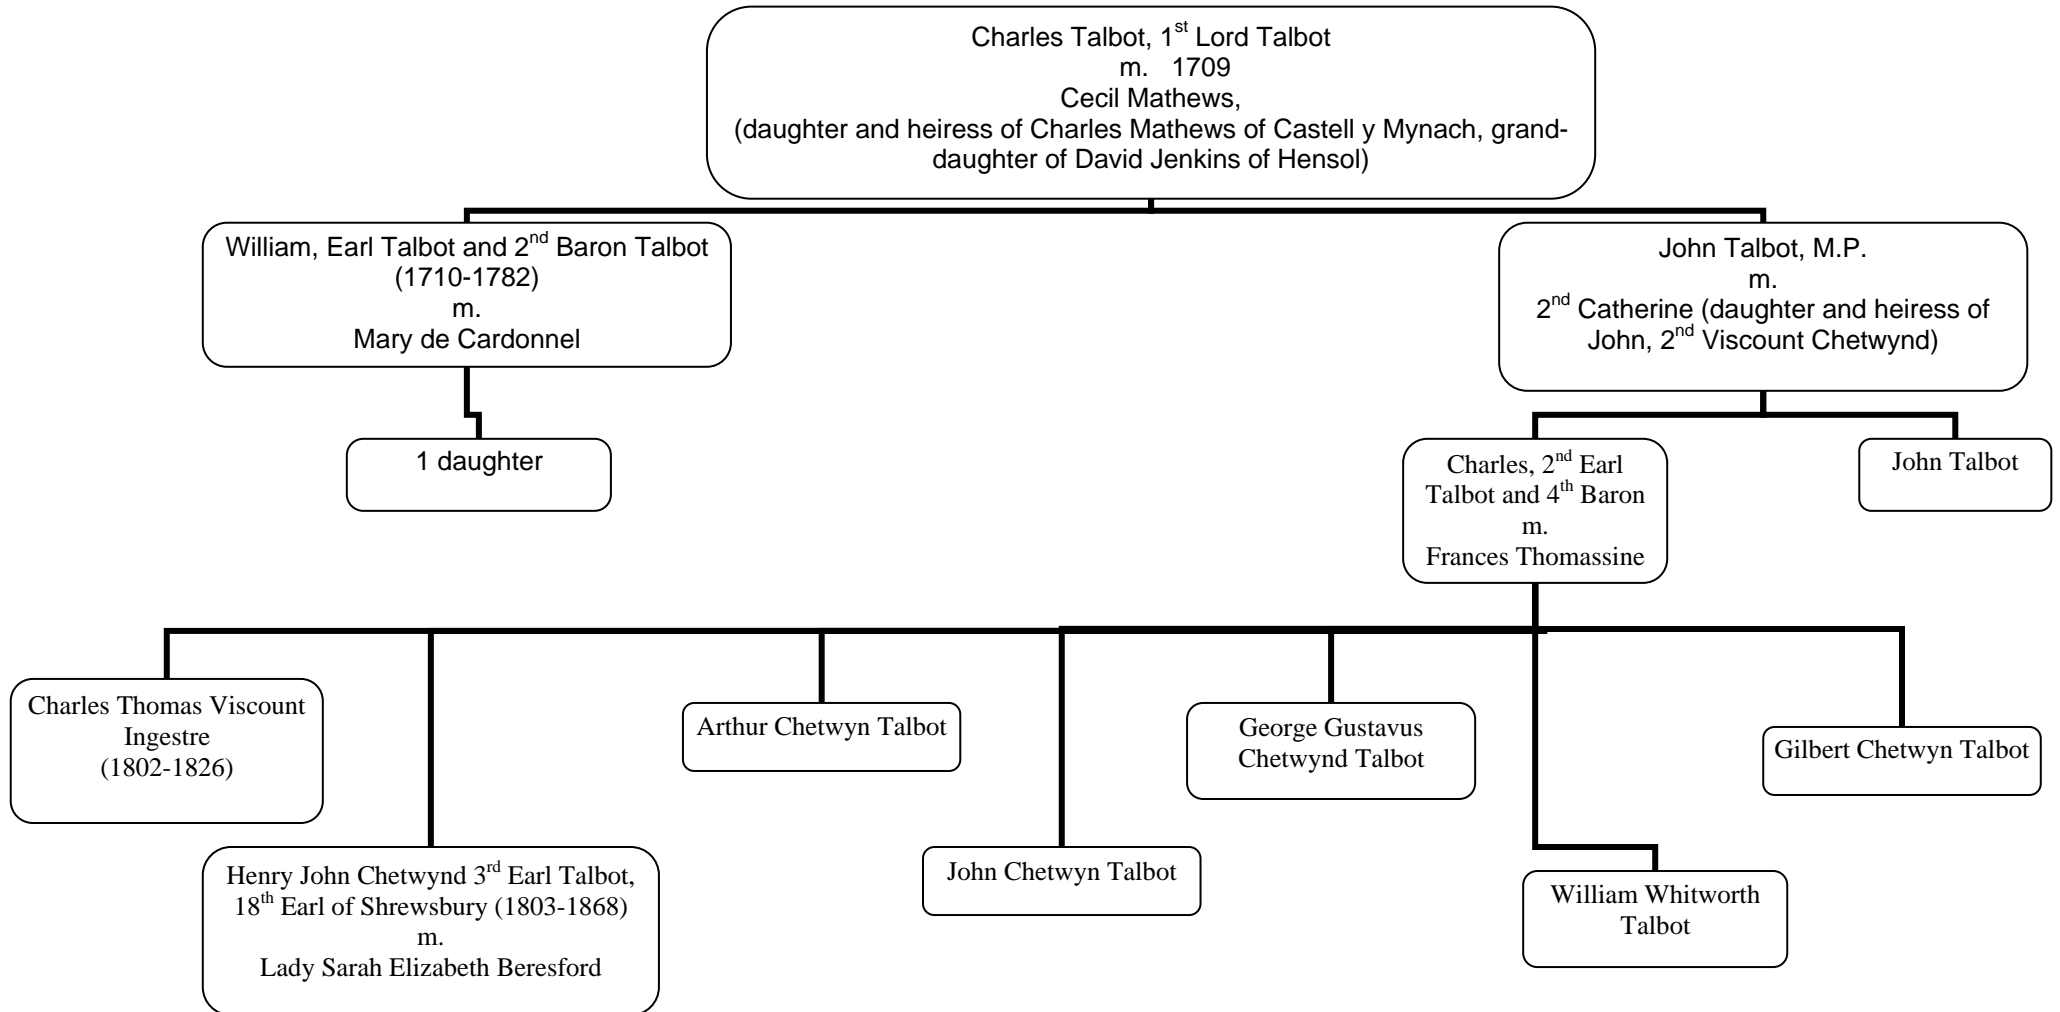 Charles Talbot, 1st Lord Talbot
m. 1709
Cecil Mathews,
(daughter and heiress of Charles Mathews of Castell y Mynach, grand-
daughter of David Jenkins of Hensol)
William, Earl Talbot and 2nd Baron Talbot
(1710-1782)
m.
Mary de Cardonnel
John Talbot, M.P.
m.
2nd Catherine (daughter and heiress of
John, 2nd Viscount Chetwynd)
1 daughter
Charles, 2nd Earl
Talbot and 4th Baron
m.
Frances Thomassine
John Talbot
Charles Thomas Viscount
Ingestre
(1802-1826)
Henry John Chetwynd 3rd Earl Talbot,
18th Earl of Shrewsbury (1803-1868)
m.
Lady Sarah Elizabeth Beresford
Arthur Chetwyn Talbot
John Chetwyn Talbot
George Gustavus
Chetwynd Talbot
William Whitworth
Talbot
Gilbert Chetwyn Talbot